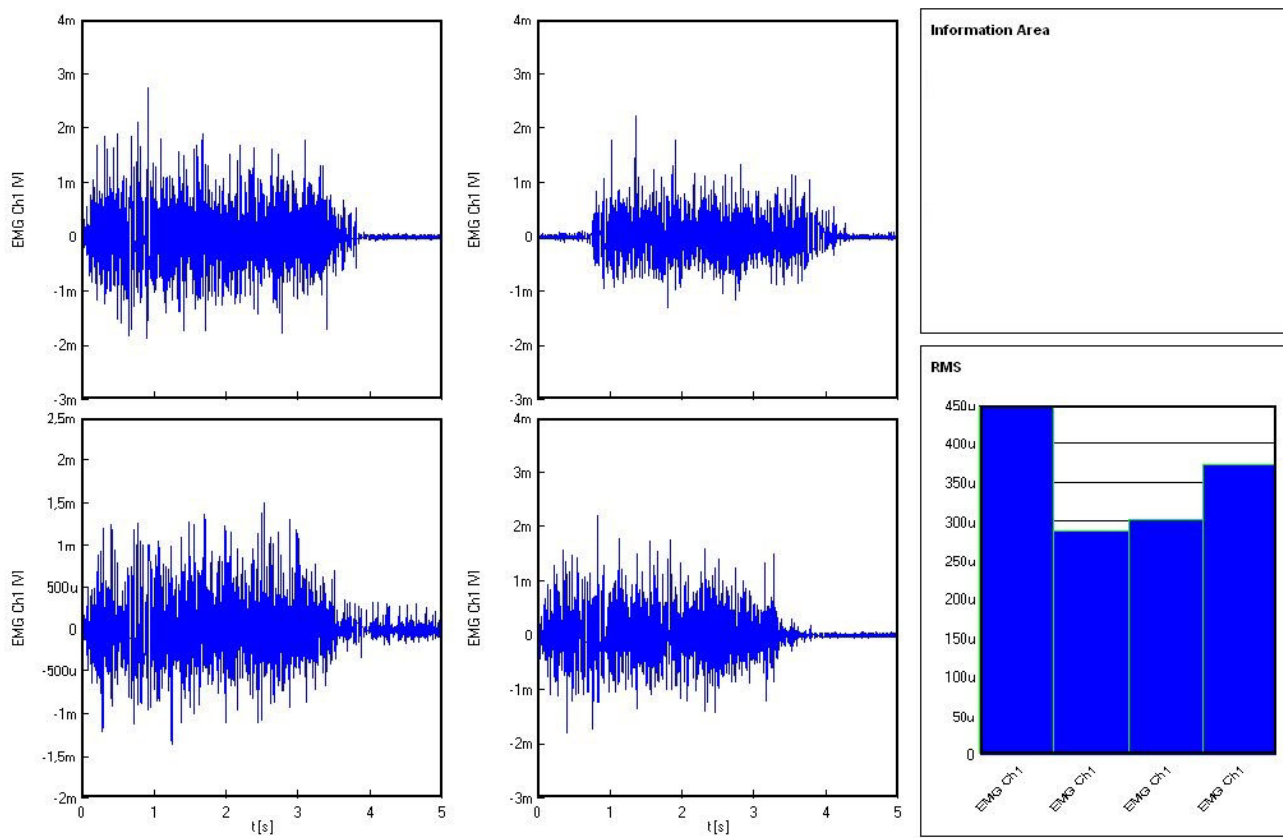 4m
3m
2m
1m
0
-1m
-2m
-3m
EMG Ch1 [V]
4m
3m
2m
1m
0
-1m
-2m
-3m
EMG Ch1 [V]
Information Area
2,5m
2m
1,5m
1m
500u
0
-500u
-1m
-1,5m
-2m
EMG Ch1 [V]
0 1 2 3 4 5
t[s]
4m
3m
2m
1m
0
-1m
-2m
-3m
EMG Ch1 [V]
0 1 2 3 4 5
t[s]
RMS
450u
400u
350u
300u
250u
200u
150u
100u
50u
0
EMG Ch1
EMG Ch1
EMG Ch1
EMG Ch1